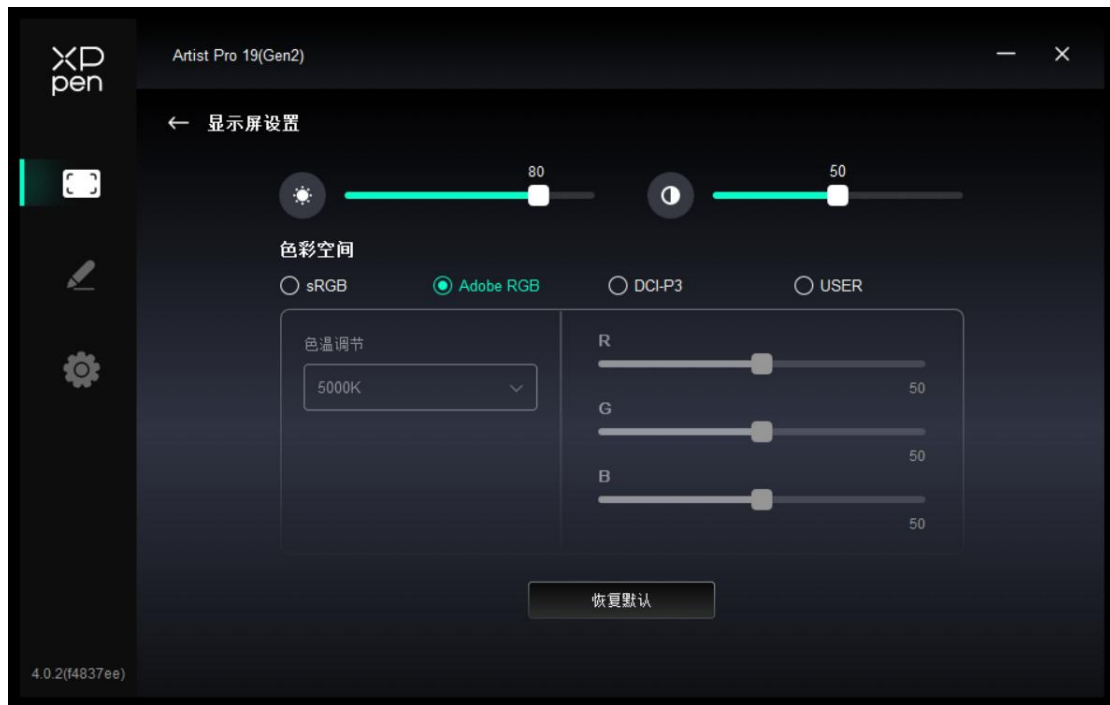 XP
pen
Artist Pro 19(Gen2)
显示屏设置
80
50
色彩空间
sRGB
Adobe RGB
DCI-P3
USER
色温调节
5000K
R
50
G
50
B
50
恢复默认
4.0.2(f4837ee)